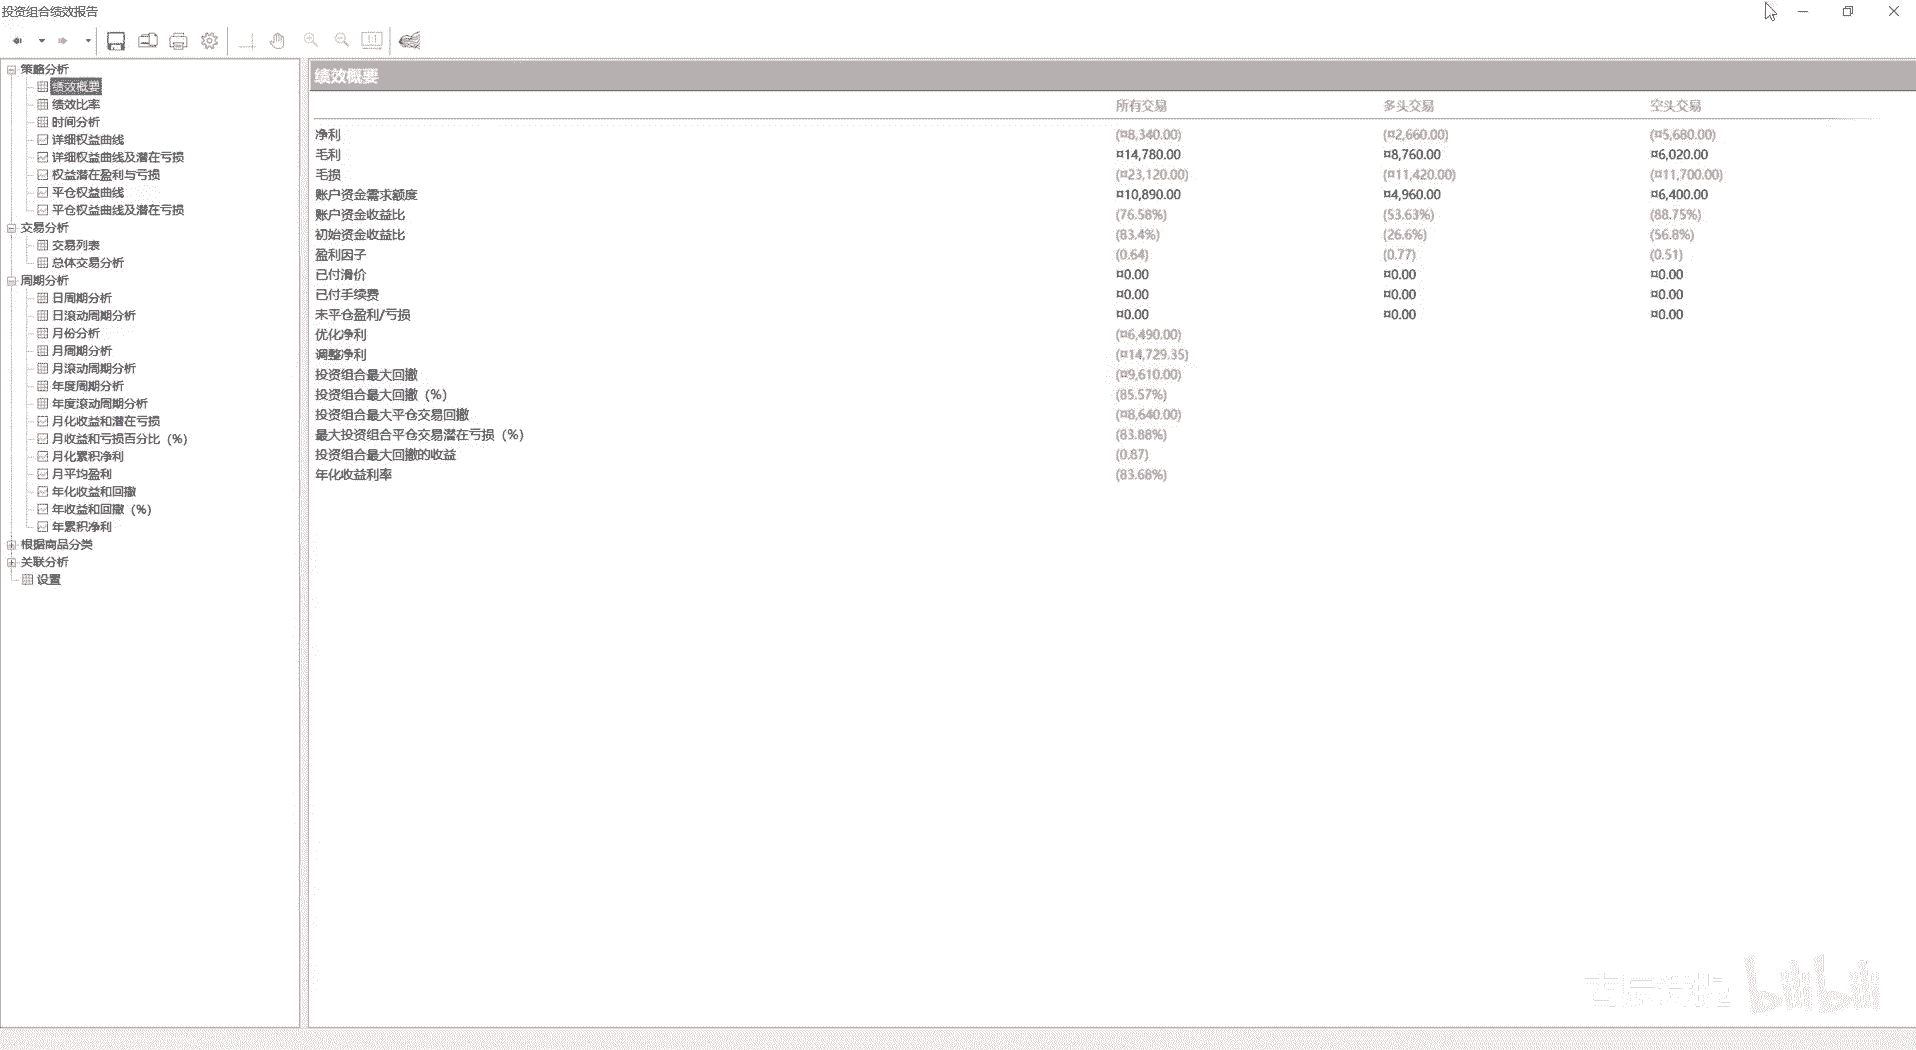 投资组合绩效报告
策略分析
绩效概要
绩效比率
时间分析
详细权益曲线
详细权益曲线及潜在亏损
权益潜在盈利与亏损
平仓权益曲线
平仓权益曲线及潜在亏损
交易分析
交易列表
总体交易分析
周期分析
日周期分析
日滚动周期分析
月份分析
月周期分析
月滚动周期分析
年度周期分析
年度滚动周期分析
月化收益和潜在亏损
月收益和亏损百分比（%）
月化累积净利
月平均盈利
年化收益和回撤
年收益和回撤（%）
年累积净利
根据商品分类
关联分析
设置
绩效概要
所有交易 多头交易 空头交易
净利 (¤8,340.00) (¤2,660.00) (¤5,680.00)
毛利 ¤14,780.00 ¤8,760.00 ¤6,020.00
毛损 (¤23,120.00) (¤11,420.00) (¤11,700.00)
账户资金需求额度 ¤10,890.00 ¤4,960.00 ¤6,400.00
账户资金收益比 (76.58%) (53.63%) (88.75%)
初始资金收益比 (83.4%) (26.6%) (56.8%)
盈利因子 (0.64) (0.77) (0.51)
已付滑价 ¤0.00 ¤0.00 ¤0.00
已付手续费 ¤0.00 ¤0.00 ¤0.00
未平仓盈利/亏损 ¤0.00 ¤0.00 ¤0.00
优化净利 (¤6,490.00)
调整净利 (¤14,729.35)
投资组合最大回撤 (¤9,610.00)
投资组合最大回撤（%） (85.57%)
投资组合最大平仓交易回撤 (¤8,640.00)
最大投资组合平仓交易潜在亏损（%） (83.88%)
投资组合最大回撤的收益 (0.87)
年化收益利率 (83.68%)
bilibili